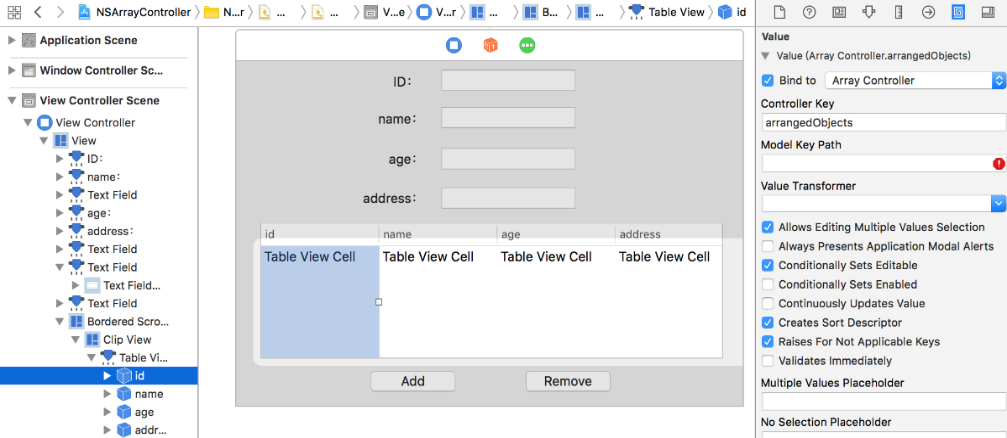 NSArrayController
N...r
...
...
V...e
V...r
...
B...
...
Table View
id
Application Scene
Window Controller Sc...
View Controller Scene
View Controller
View
ID:
name:
Text Field
age:
address:
Text Field
Text Field
Text Field...
Text Field
Bordered Scro...
Clip View
Table Vi...
id
name
age
addr...
ID:
name:
age:
address:
id name age address
Table View Cell Table View Cell Table View Cell Table View Cell
Add Remove
Value
Value (Array Controller.arrangedObjects)
Bind to Array Controller
Controller Key
arrangedObjects
Model Key Path
Value Transformer
Allows Editing Multiple Values Selection
Always Presents Application Modal Alerts
Conditionally Sets Editable
Conditionally Sets Enabled
Continuously Updates Value
Creates Sort Descriptor
Raises For Not Applicable Keys
Validates Immediately
Multiple Values Placeholder
No Selection Placeholder